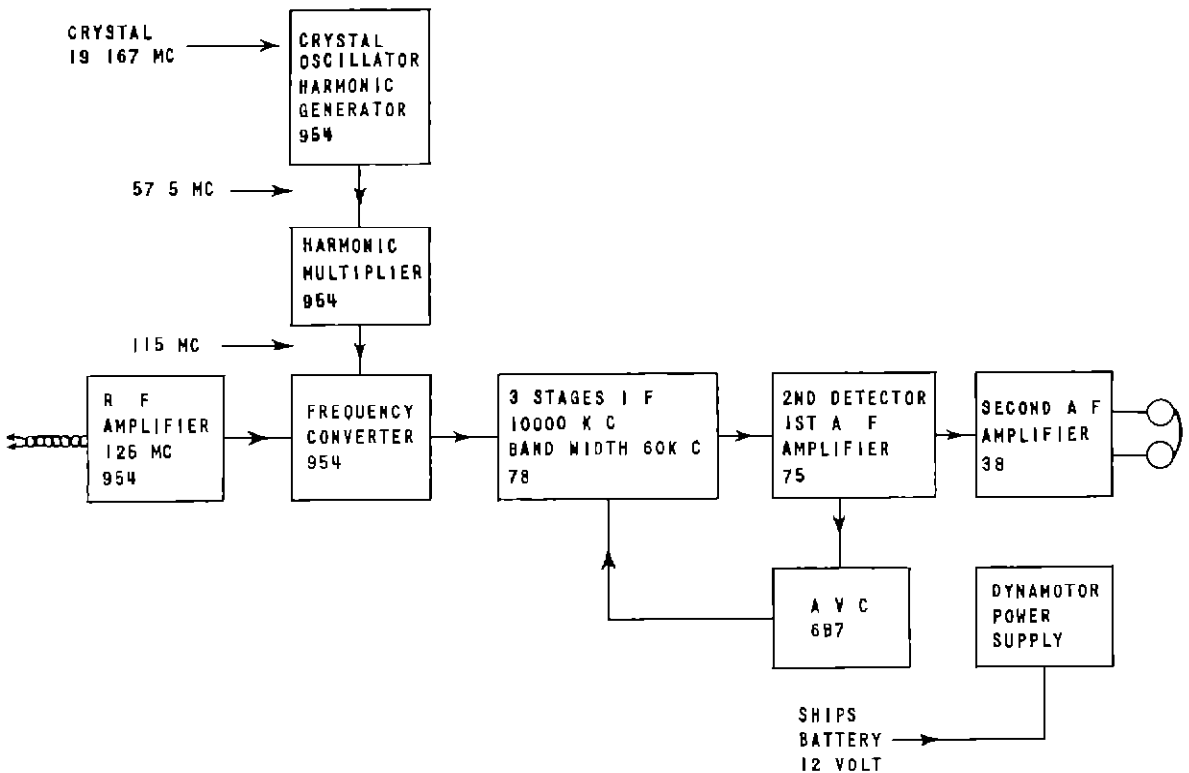 CRYSTAL
19 167 MC
CRYSTAL
OSCILLATOR
HARMONIC
GENERATOR
954
57 5 MC
HARMONIC
MULTIPLIER
954
115 MC
R F
AMPLIFIER
125 MC
954
FREQUENCY
CONVERTER
954
3 STAGES I F
10000 K C
BAND WIDTH 60K C
78
2ND DETECTOR
1ST A F
AMPLIFIER
75
SECOND A F
AMPLIFIER
38
A V C
6B7
DYNAMOTOR
POWER
SUPPLY
SHIPS
BATTERY
12 VOLT